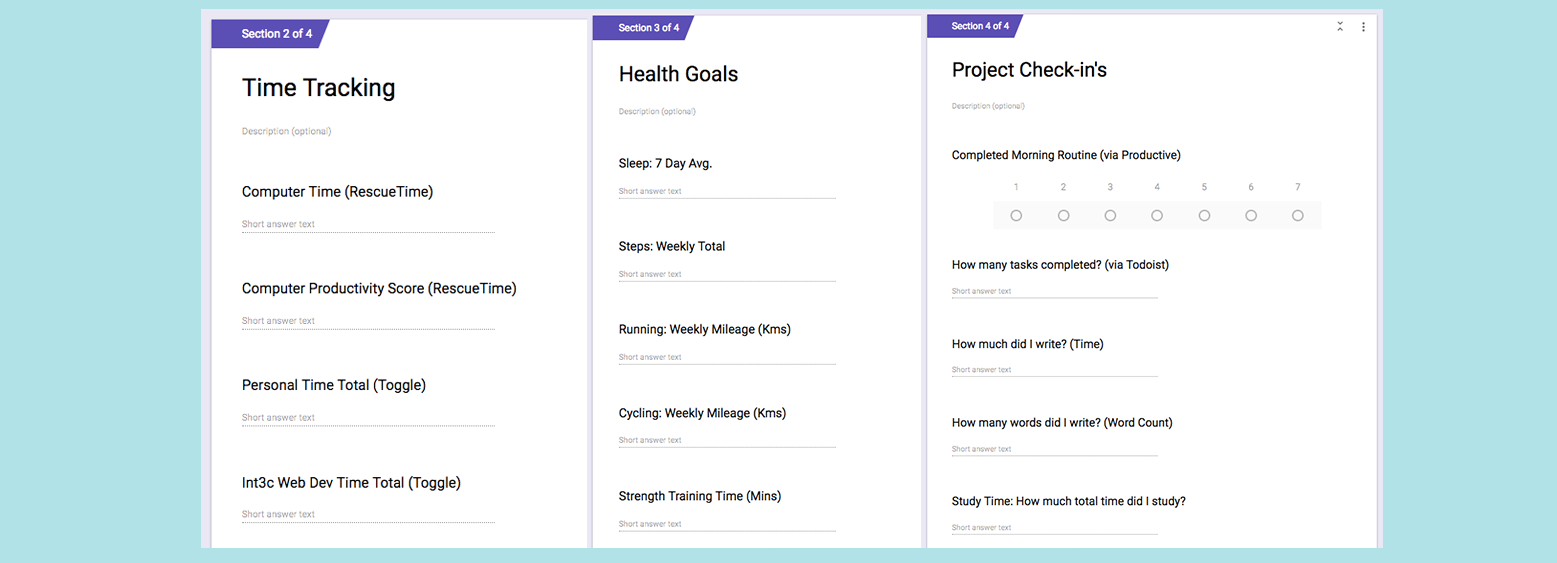 Section 2 of 4
Time Tracking
Description (optional)
Computer Time (RescueTime)
Short answer text
Computer Productivity Score (RescueTime)
Short answer text
Personal Time Total (Toggle)
Short answer text
Int3c Web Dev Time Total (Toggle)
Short answer text
Section 3 of 4
Health Goals
Description (optional)
Sleep: 7 Day Avg.
Short answer text
Steps: Weekly Total
Short answer text
Running: Weekly Mileage (Kms)
Short answer text
Cycling: Weekly Mileage (Kms)
Short answer text
Strength Training Time (Mins)
Short answer text
Section 4 of 4
Project Check-in's
Description (optional)
Completed Morning Routine (via Productive)
1 2 3 4 5 6 7
How many tasks completed? (via Todoist)
Short answer text
How much did I write? (Time)
Short answer text
How many words did I write? (Word Count)
Short answer text
Study Time: How much total time did I study?
Short answer text